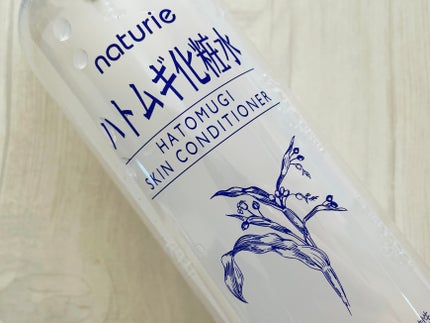 naturie
ハトムギ化粧水
HATOMUGI
SKIN CONDITIONER